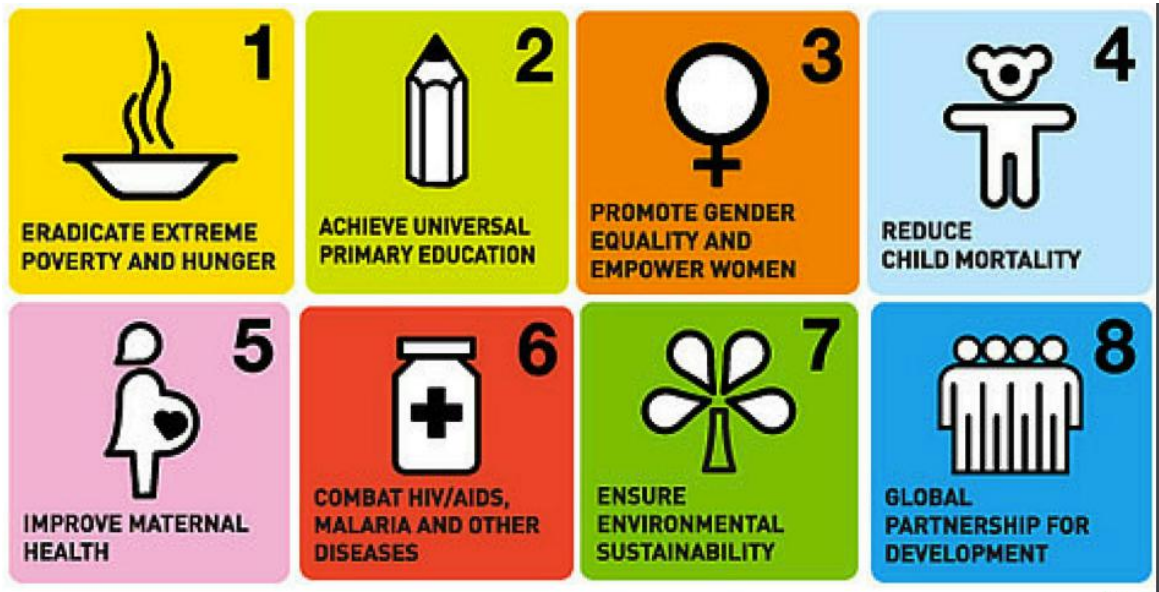 1
ERADICATE EXTREME
POVERTY AND HUNGER
2
ACHIEVE UNIVERSAL
PRIMARY EDUCATION
3
PROMOTE GENDER
EQUALITY AND
EMPOWER WOMEN
4
REDUCE
CHILD MORTALITY
5
IMPROVE MATERNAL
HEALTH
6
COMBAT HIV/AIDS,
MALARIA AND OTHER
DISEASES
7
ENSURE
ENVIRONMENTAL
SUSTAINABILITY
8
GLOBAL
PARTNERSHIP FOR
DEVELOPMENT